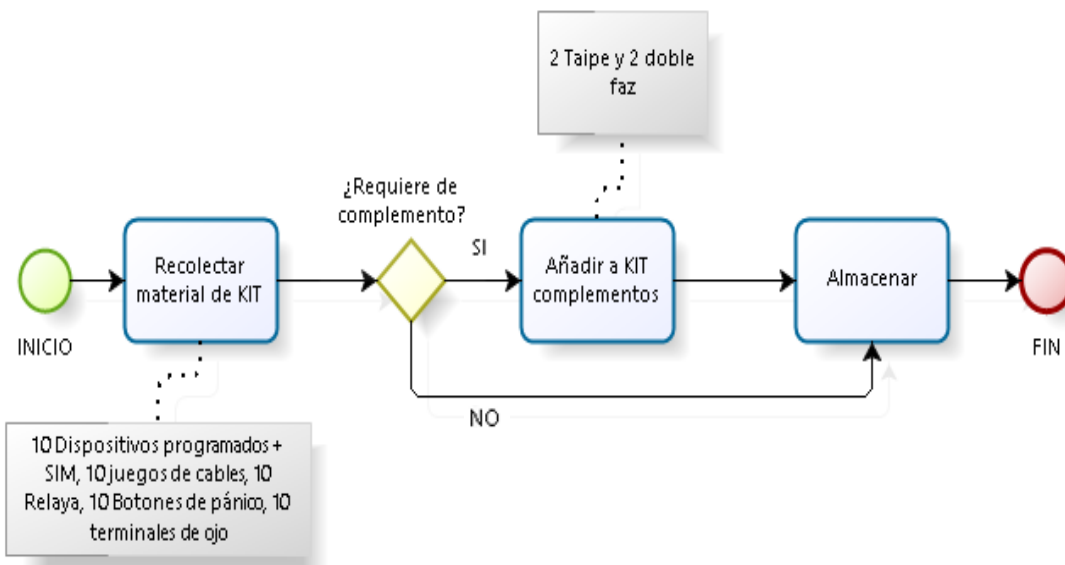 2 Taipe y 2 doble
faz
¿Requiere de
complemento?
SI
Recolectar
material de KIT
Añadir a KIT
complementos
Almacenar
INICIO
FIN
NO
10 Dispositivos programados +
SIM, 10 juegos de cables, 10
Relaya, 10 Botones de pánico, 10
terminales de ojo